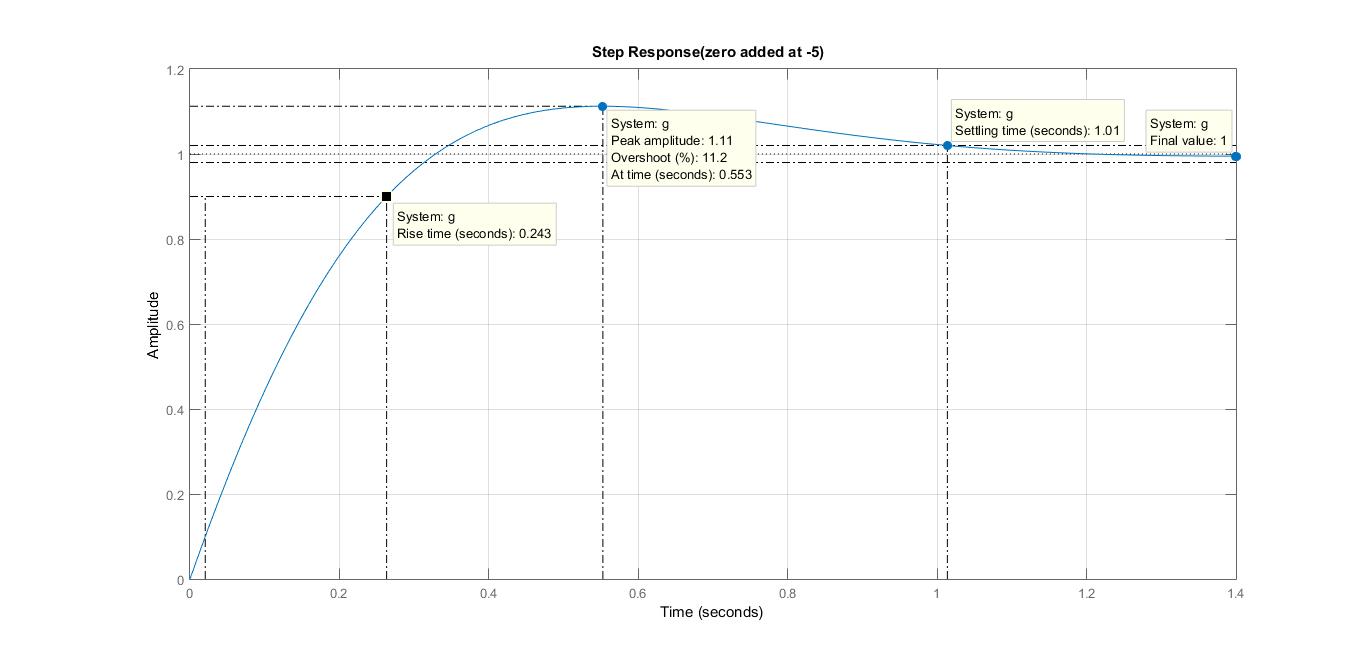 Step Response(zero added at -5)
1.2
1
0.8
0.6
0.4
0.2
0
Amplitude
System: g
Peak amplitude: 1.11
Overshoot (%): 11.2
At time (seconds): 0.553
System: g
Settling time (seconds): 1.01
System: g
Final value: 1
System: g
Rise time (seconds): 0.243
0
0.2
0.4
0.6
0.8
1
1.2
1.4
Time (seconds)